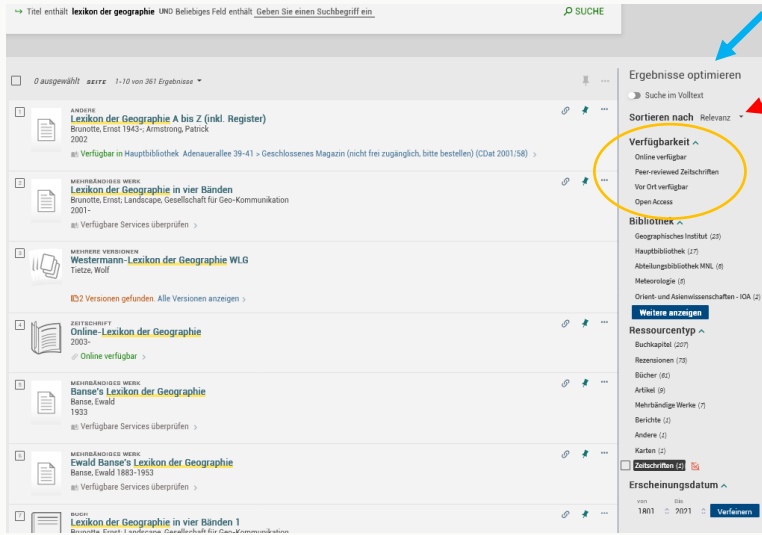 Titel enthält lexikon der geographie UND Beliebiges Feld enthält Geben Sie einen Suchbegriff ein
SUCHE
0 ausgewählt SEITE 1-10 von 361 Ergebnisse
1
ANDERE
Lexikon der Geographie A bis Z (inkl. Register)
Brunotte, Ernst 1943-; Armstrong, Patrick
2002
Verfügbar in Hauptbibliothek Adenauerallee 39-41 > Geschlossenes Magazin (nicht frei zugänglich, bitte bestellen) (CDat 2001/58) >
2
MEHRBÄNDIGES WERK
Lexikon der Geographie in vier Bänden
Brunotte, Ernst; Landscape, Gesellschaft für Geo-Kommunikation
2001-
Verfügbare Services überprüfen >
3
MEHRERE VERSIONEN
Westermann-Lexikon der Geographie WLG
Tietze, Wolf
2 Versionen gefunden. Alle Versionen anzeigen >
4
ZEITSCHRIFT
Online-Lexikon der Geographie
2003-
Online verfügbar >
5
MEHRBÄNDIGES WERK
Banse's Lexikon der Geographie
Banse, Ewald
1933
Verfügbare Services überprüfen >
6
MEHRBÄNDIGES WERK
Ewald Banse's Lexikon der Geographie
Banse, Ewald 1883-1953
Verfügbare Services überprüfen >
7
BUCH
Lexikon der Geographie in vier Bänden 1
Brunotte, Ernst; Landscape, Gesellschaft für Geo-Kommunikation
Ergebnisse optimieren
Suche im Volltext
Sortieren nach Relevanz
Verfügbarkeit
Online verfügbar
Peer-reviewed Zeitschriften
Vor Ort verfügbar
Open Access
Bibliothek
Geographisches Institut (23)
Hauptbibliothek (17)
Abteilungsbibliothek MNL (6)
Meteorologie (5)
Orient- und Asienwissenschaften - IOA (2)
Weitere anzeigen
Ressourcentyp
Buchkapitel (207)
Rezensionen (73)
Bücher (61)
Artikel (9)
Mehrbändige Werke (7)
Berichte (1)
Andere (1)
Karten (1)
Zeitschriften (1)
Erscheinungsdatum
von Bis
1801 2021 Verfeinern